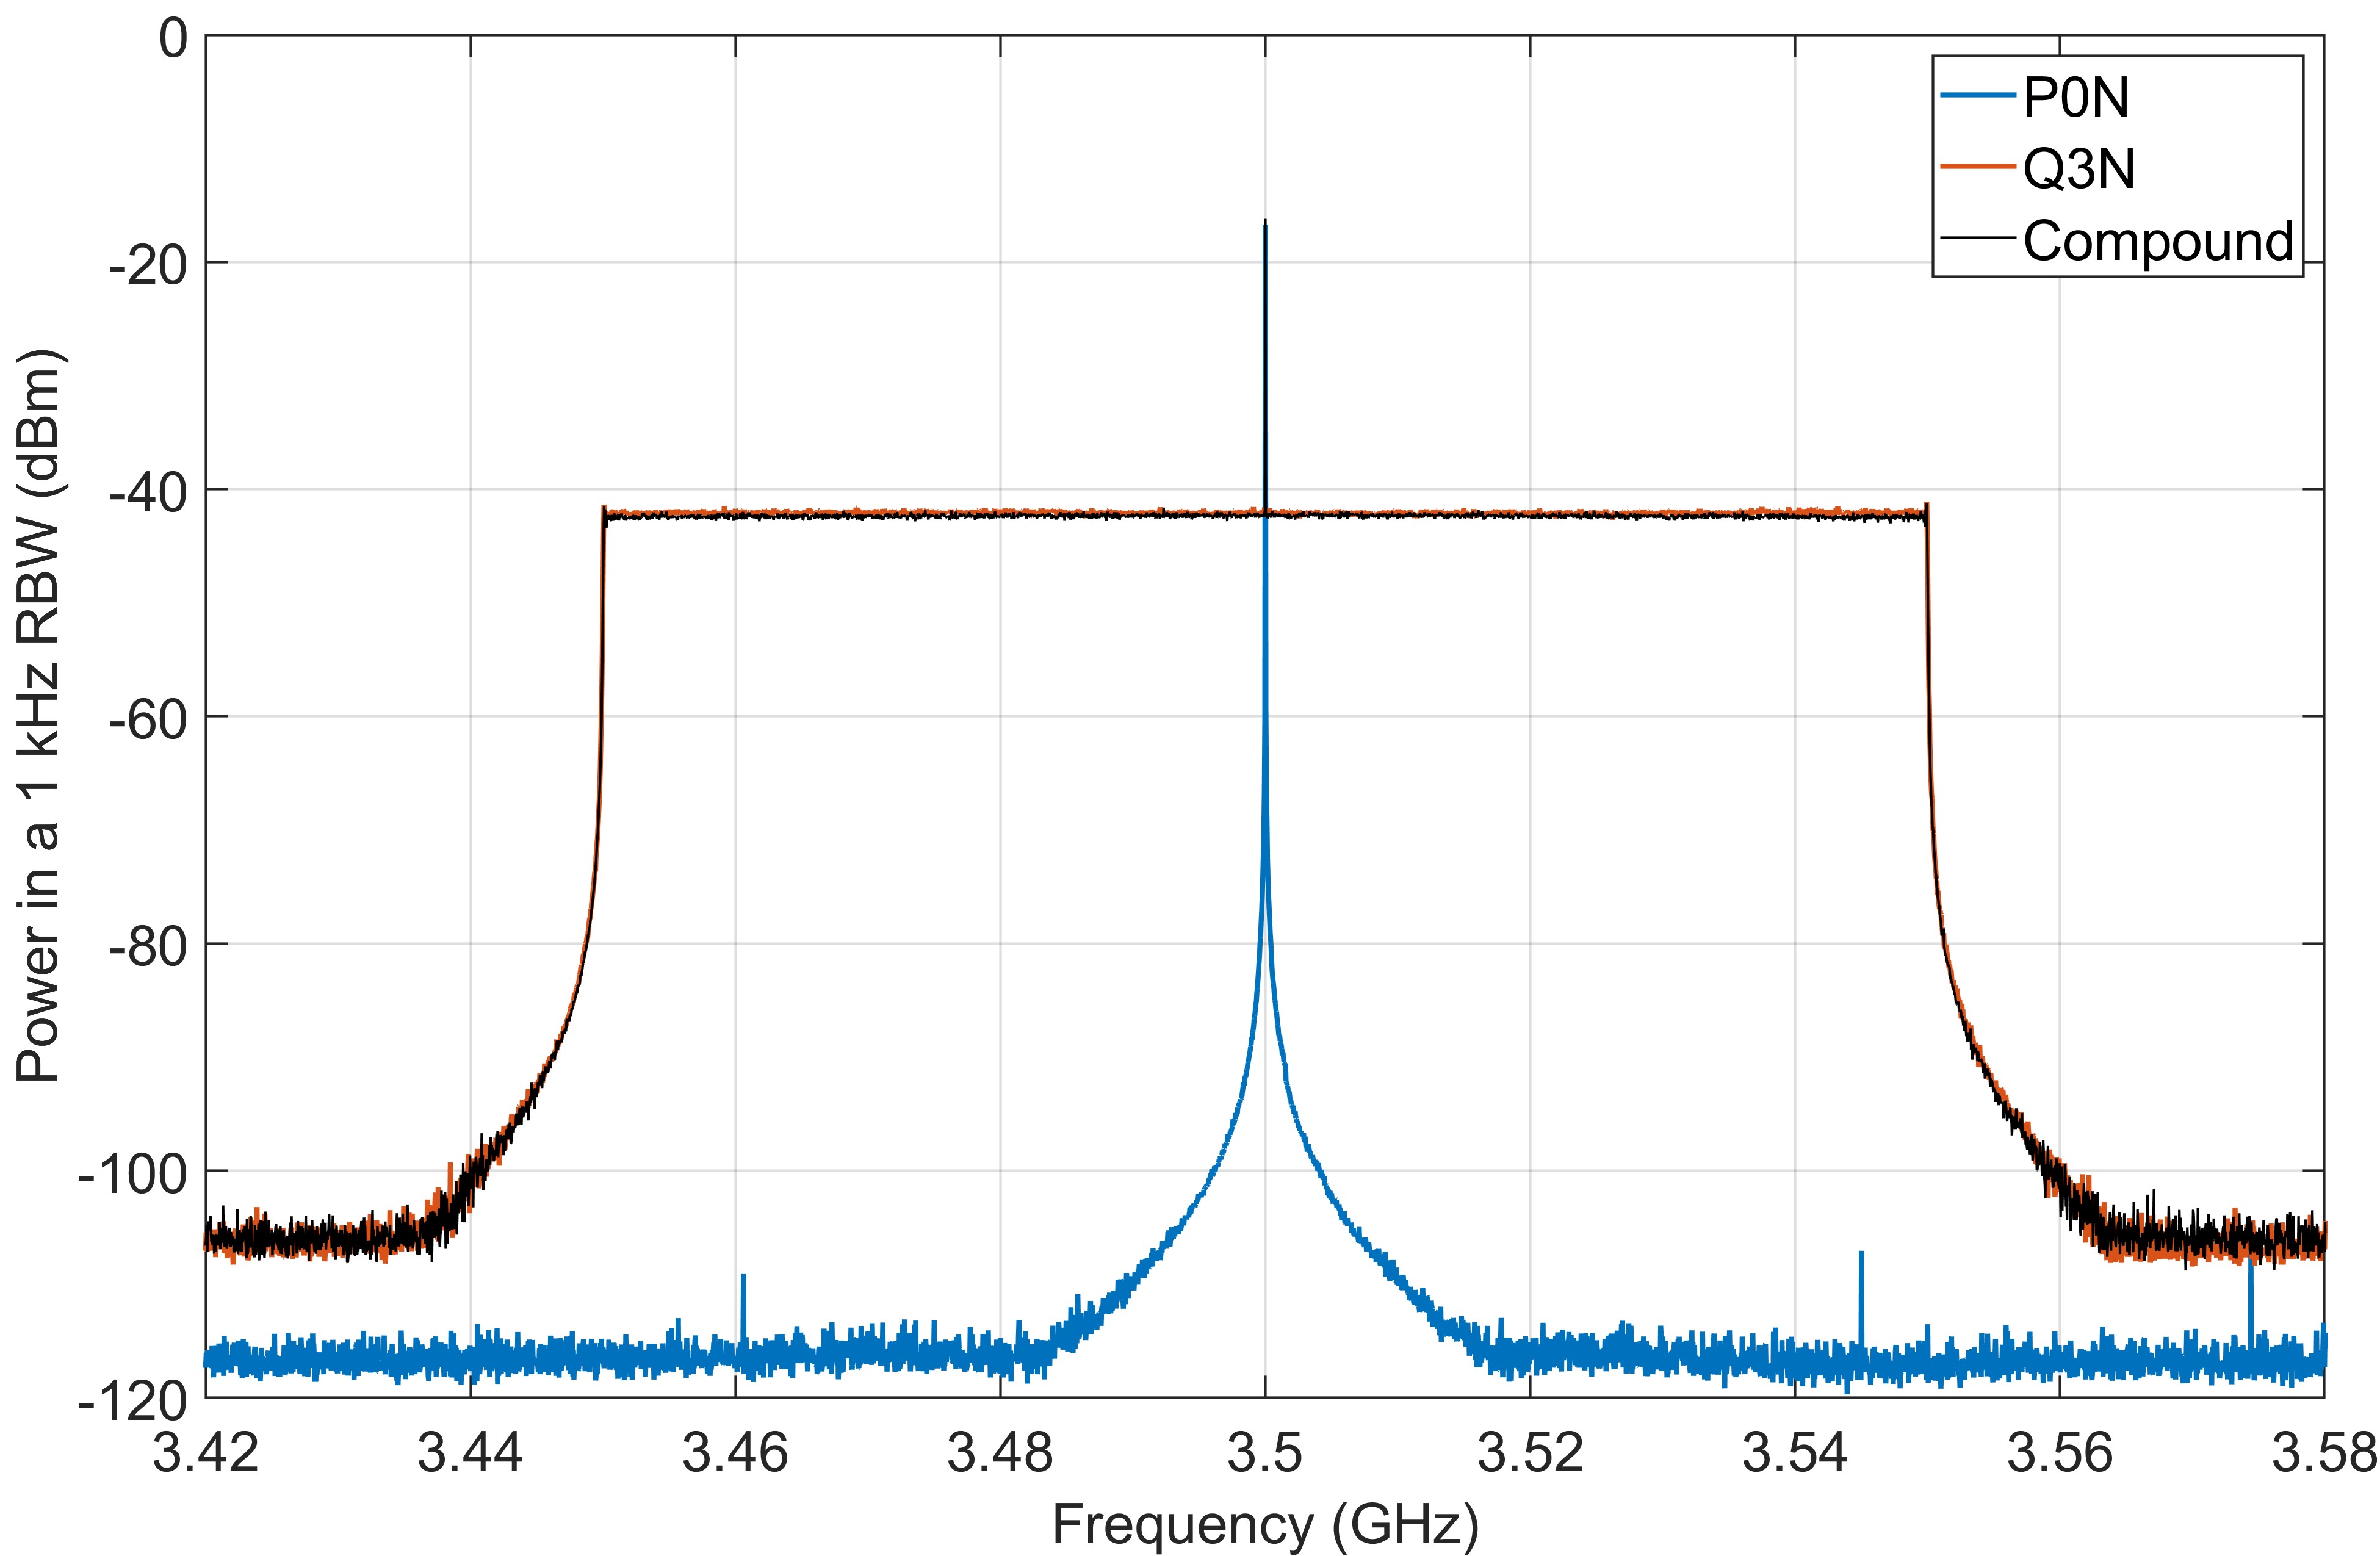 P0N
Q3N
Compound
Power in a 1 kHz RBW (dBm)
0
-20
-40
-60
-80
-100
-120
3.42 3.44 3.46 3.48 3.5 3.52 3.54 3.56 3.58
Frequency (GHz)